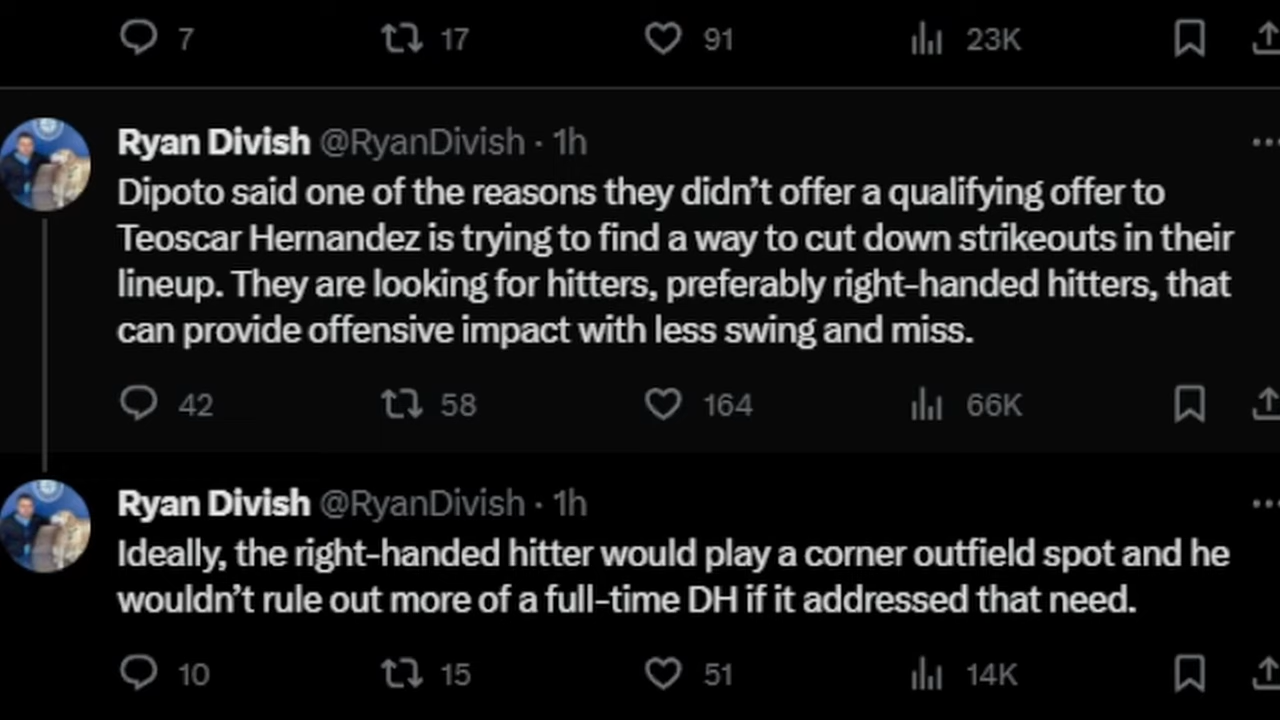 7 17 91 23K
Ryan Divish @RyanDivish · 1h
Dipoto said one of the reasons they didn’t offer a qualifying offer to
Teoscar Hernandez is trying to find a way to cut down strikeouts in their
lineup. They are looking for hitters, preferably right-handed hitters, that
can provide offensive impact with less swing and miss.
42 58 164 66K
Ryan Divish @RyanDivish · 1h
Ideally, the right-handed hitter would play a corner outfield spot and he
wouldn’t rule out more of a full-time DH if it addressed that need.
10 15 51 14K